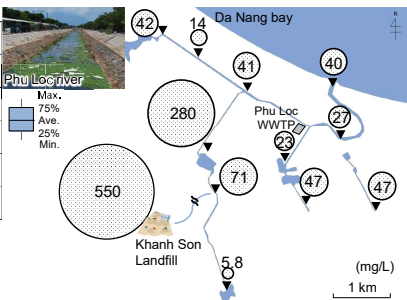 Da Nang bay
N
42
14
Phu Loc river
41
40
Max.
75%
Ave.
25%
Min.
280
Phu Loc
WWTP
27
23
71
550
47
47
Khanh Son
Landfill
5.8
(mg/L)
1 km